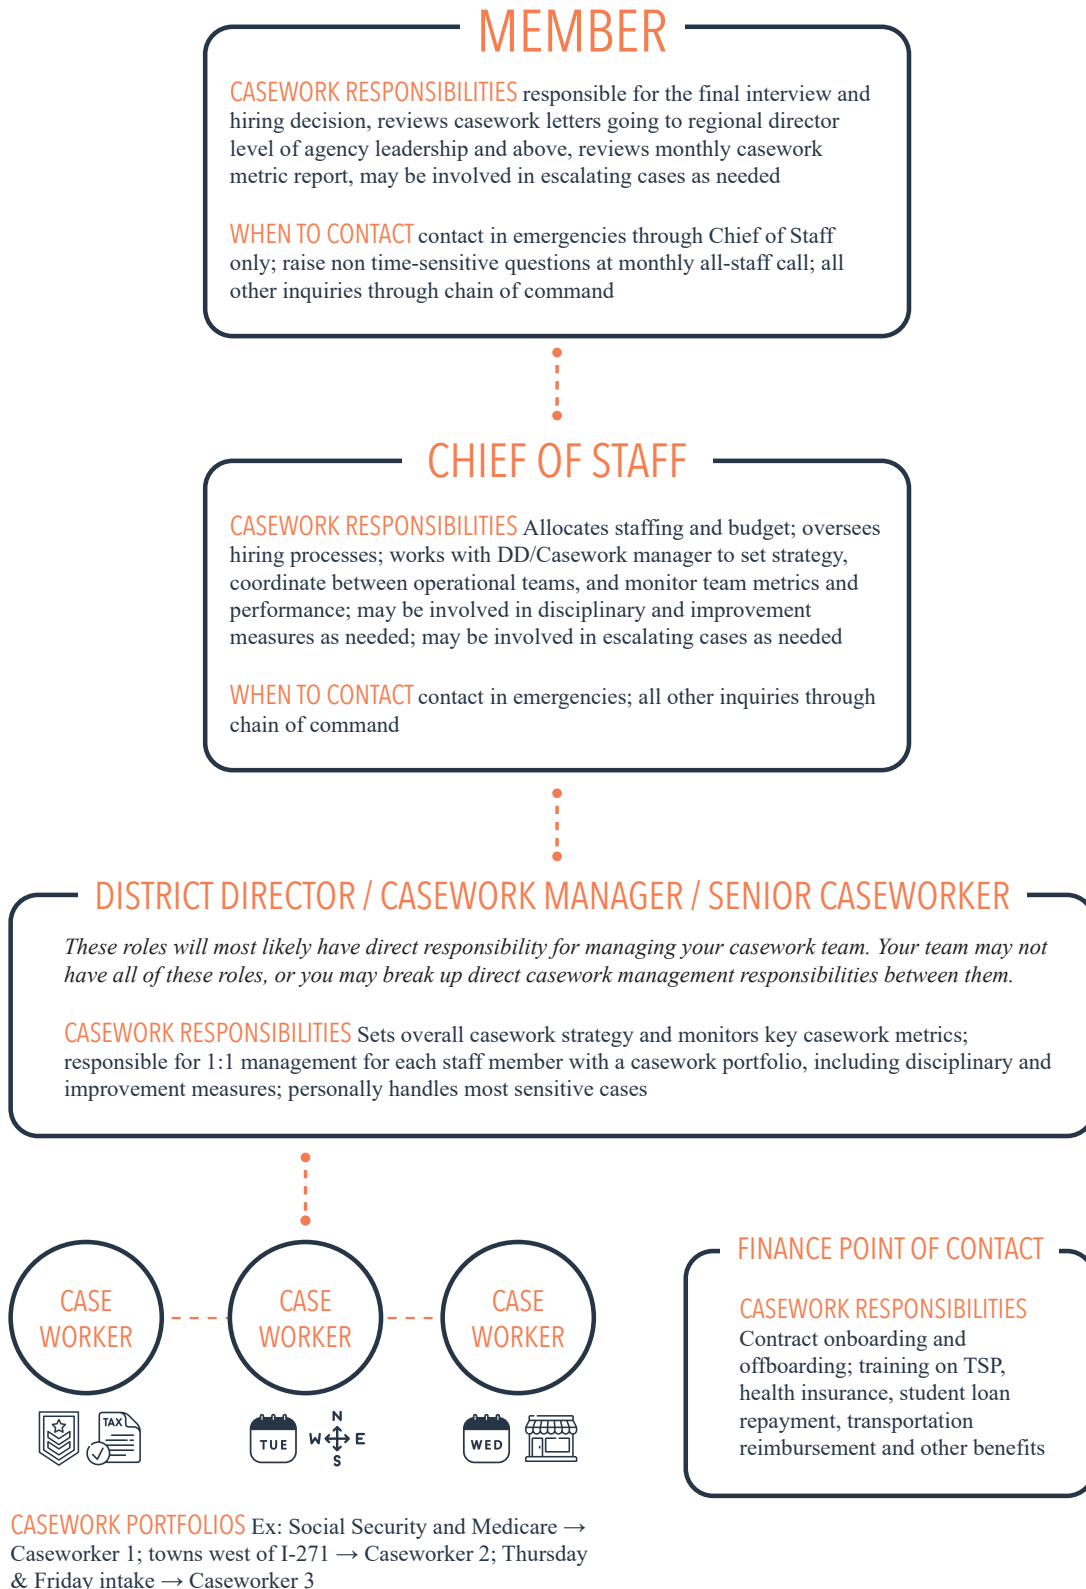 MEMBER
CASEWORK RESPONSIBILITIES responsible for the final interview and
hiring decision, reviews casework letters going to regional director
level of agency leadership and above, reviews monthly casework
metric report, may be involved in escalating cases as needed
WHEN TO CONTACT contact in emergencies through Chief of Staff
only; raise non time-sensitive questions at monthly all-staff call; all
other inquiries through chain of command
CHIEF OF STAFF
CASEWORK RESPONSIBILITIES Allocates staffing and budget; oversees
hiring processes; works with DD/Casework manager to set strategy,
coordinate between operational teams, and monitor team metrics and
performance; may be involved in disciplinary and improvement
measures as needed; may be involved in escalating cases as needed
WHEN TO CONTACT contact in emergencies; all other inquiries through
chain of command
DISTRICT DIRECTOR / CASEWORK MANAGER / SENIOR CASEWORKER
These roles will most likely have direct responsibility for managing your casework team. Your team may not
have all of these roles, or you may break up direct casework management responsibilities between them.
CASEWORK RESPONSIBILITIES Sets overall casework strategy and monitors key casework metrics;
responsible for 1:1 management for each staff member with a casework portfolio, including disciplinary and
improvement measures; personally handles most sensitive cases
CASE
WORKER
CASE
WORKER
CASE
WORKER
TAX
TUE
N
W E
S
WED
CASEWORK PORTFOLIOS Ex: Social Security and Medicare →
Caseworker 1; towns west of I-271 → Caseworker 2; Thursday
& Friday intake → Caseworker 3
FINANCE POINT OF CONTACT
CASEWORK RESPONSIBILITIES
Contract onboarding and
offboarding; training on TSP,
health insurance, student loan
repayment, transportation
reimbursement and other benefits